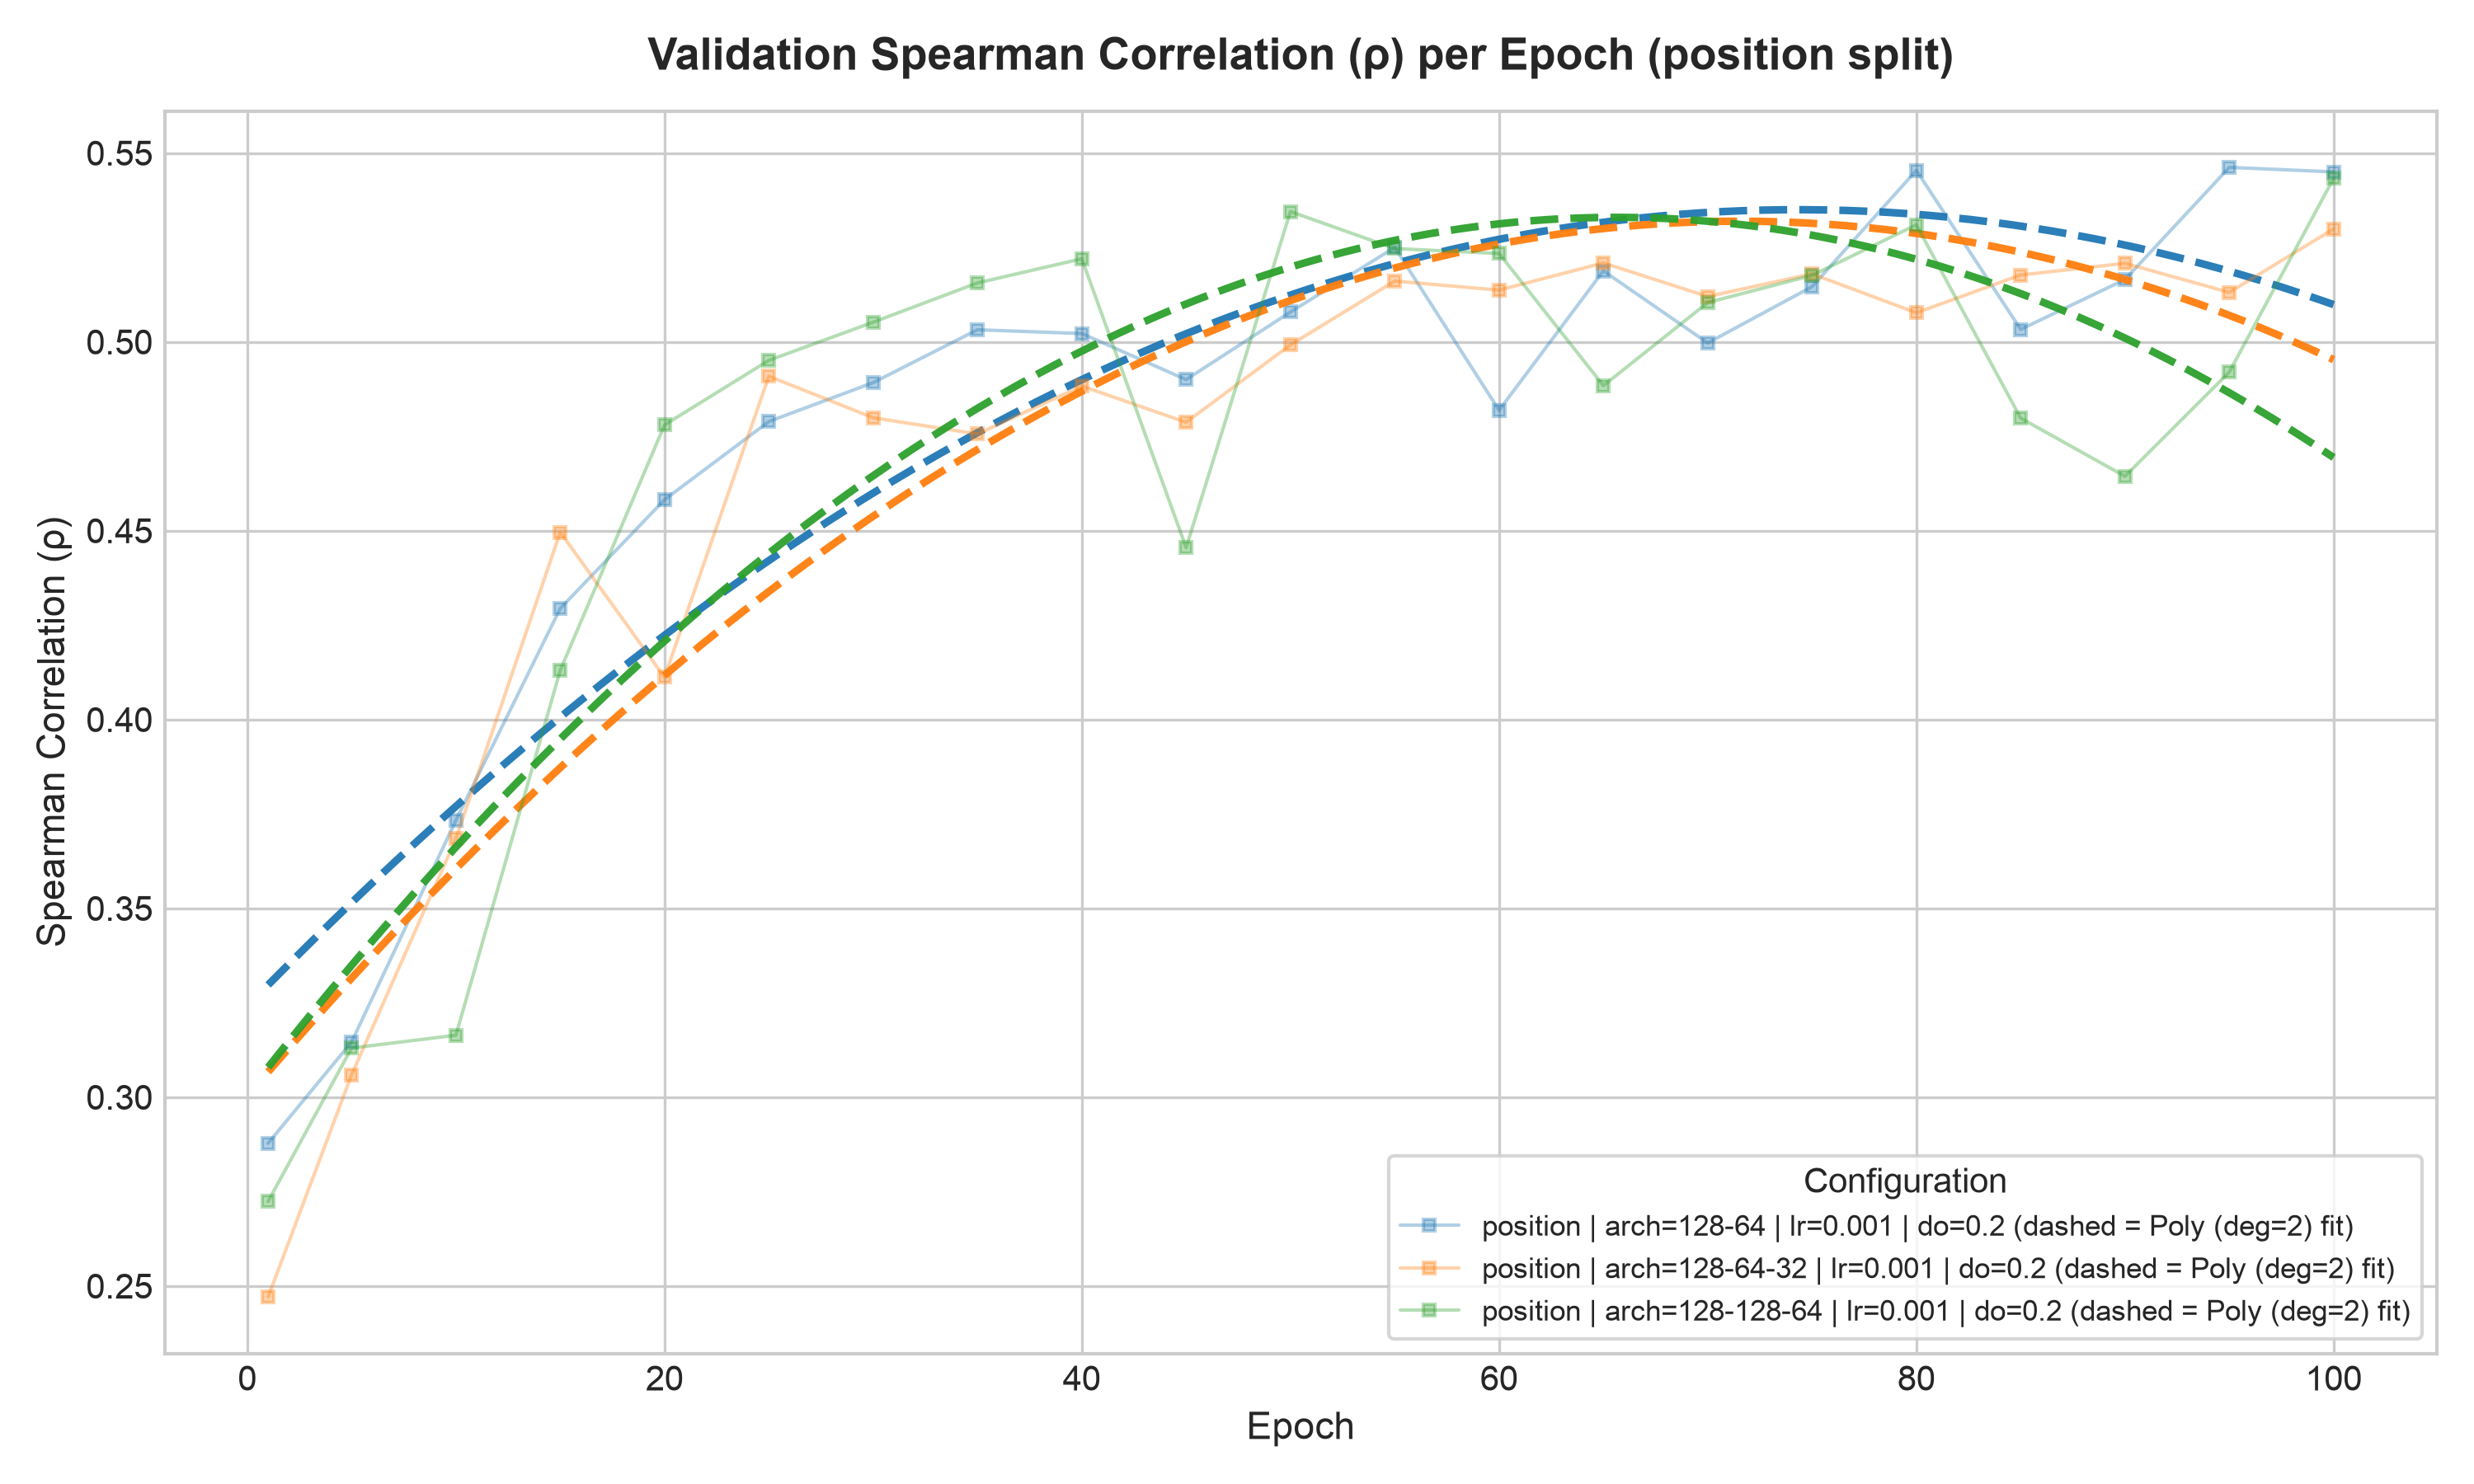 Validation Spearman Correlation (ρ) per Epoch (position split)
Spearman Correlation (ρ)
0.55
0.50
0.45
0.40
0.35
0.30
0.25
Configuration
position | arch=128-64 | lr=0.001 | do=0.2 (dashed = Poly (deg=2) fit)
position | arch=128-64-32 | lr=0.001 | do=0.2 (dashed = Poly (deg=2) fit)
position | arch=128-128-64 | lr=0.001 | do=0.2 (dashed = Poly (deg=2) fit)
0 20 40 60 80 100
Epoch